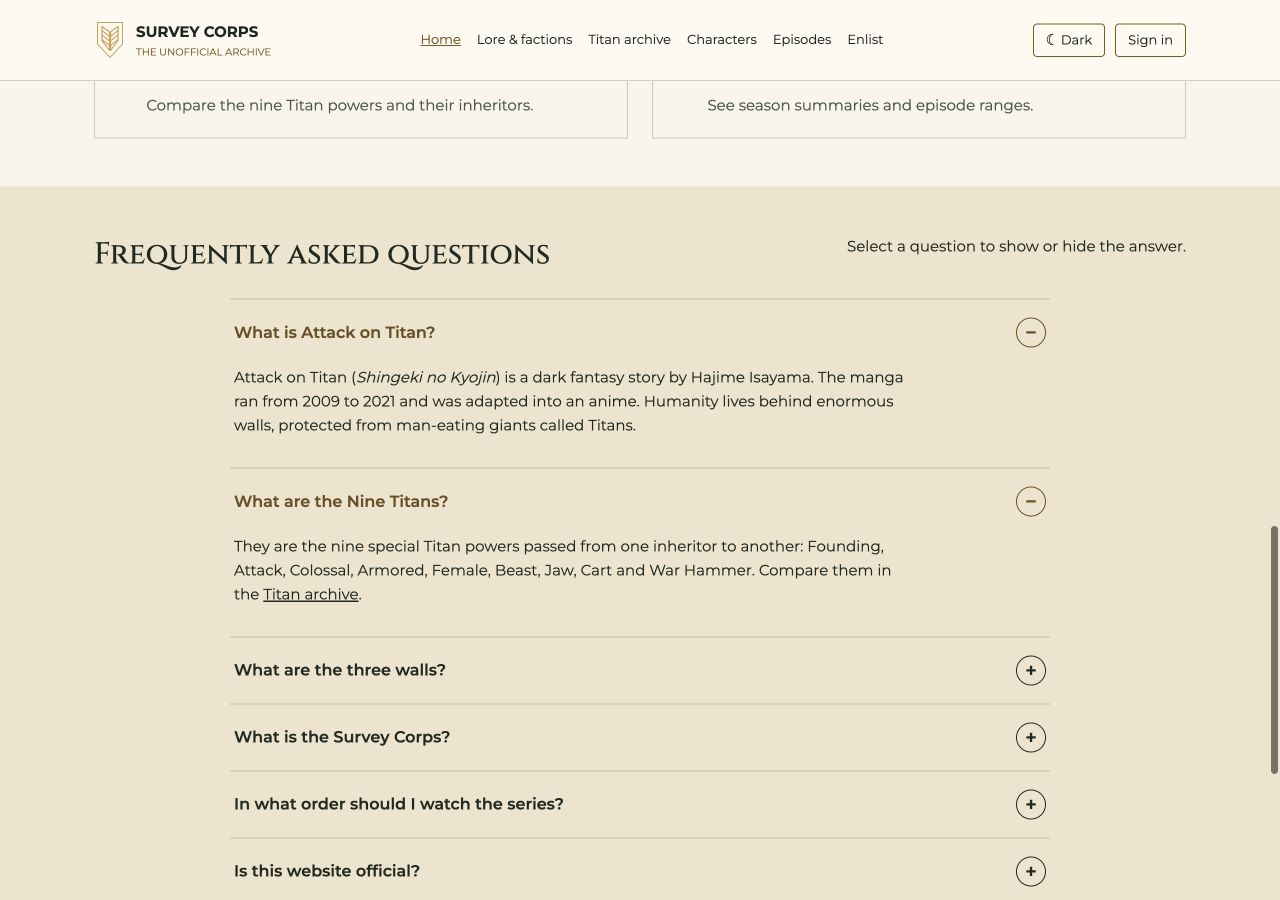 SURVEY CORPS
THE UNOFFICIAL ARCHIVE
Home
Lore & factions
Titan archive
Characters
Episodes
Enlist
☾ Dark
Sign in
Compare the nine Titan powers and their inheritors.
See season summaries and episode ranges.
Frequently asked questions
Select a question to show or hide the answer.
What is Attack on Titan?
−
Attack on Titan (Shingeki no Kyojin) is a dark fantasy story by Hajime Isayama. The manga
ran from 2009 to 2021 and was adapted into an anime. Humanity lives behind enormous
walls, protected from man-eating giants called Titans.
What are the Nine Titans?
−
They are the nine special Titan powers passed from one inheritor to another: Founding,
Attack, Colossal, Armored, Female, Beast, Jaw, Cart and War Hammer. Compare them in
the Titan archive.
What are the three walls?
+
What is the Survey Corps?
+
In what order should I watch the series?
+
Is this website official?
+